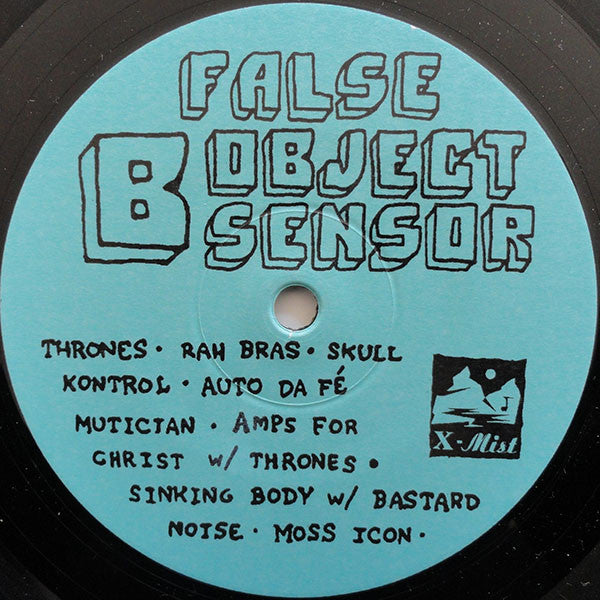 FALSE
B OBJECT
SENSOR
THRONES · RAH BRAS · SKULL
KONTROL · AUTO DA FÉ
MUTICIAN · AMPS FOR
CHRIST W/ THRONES ·
SINKING BODY W/ BASTARD
NOISE · MOSS ICON ·
X-Mist